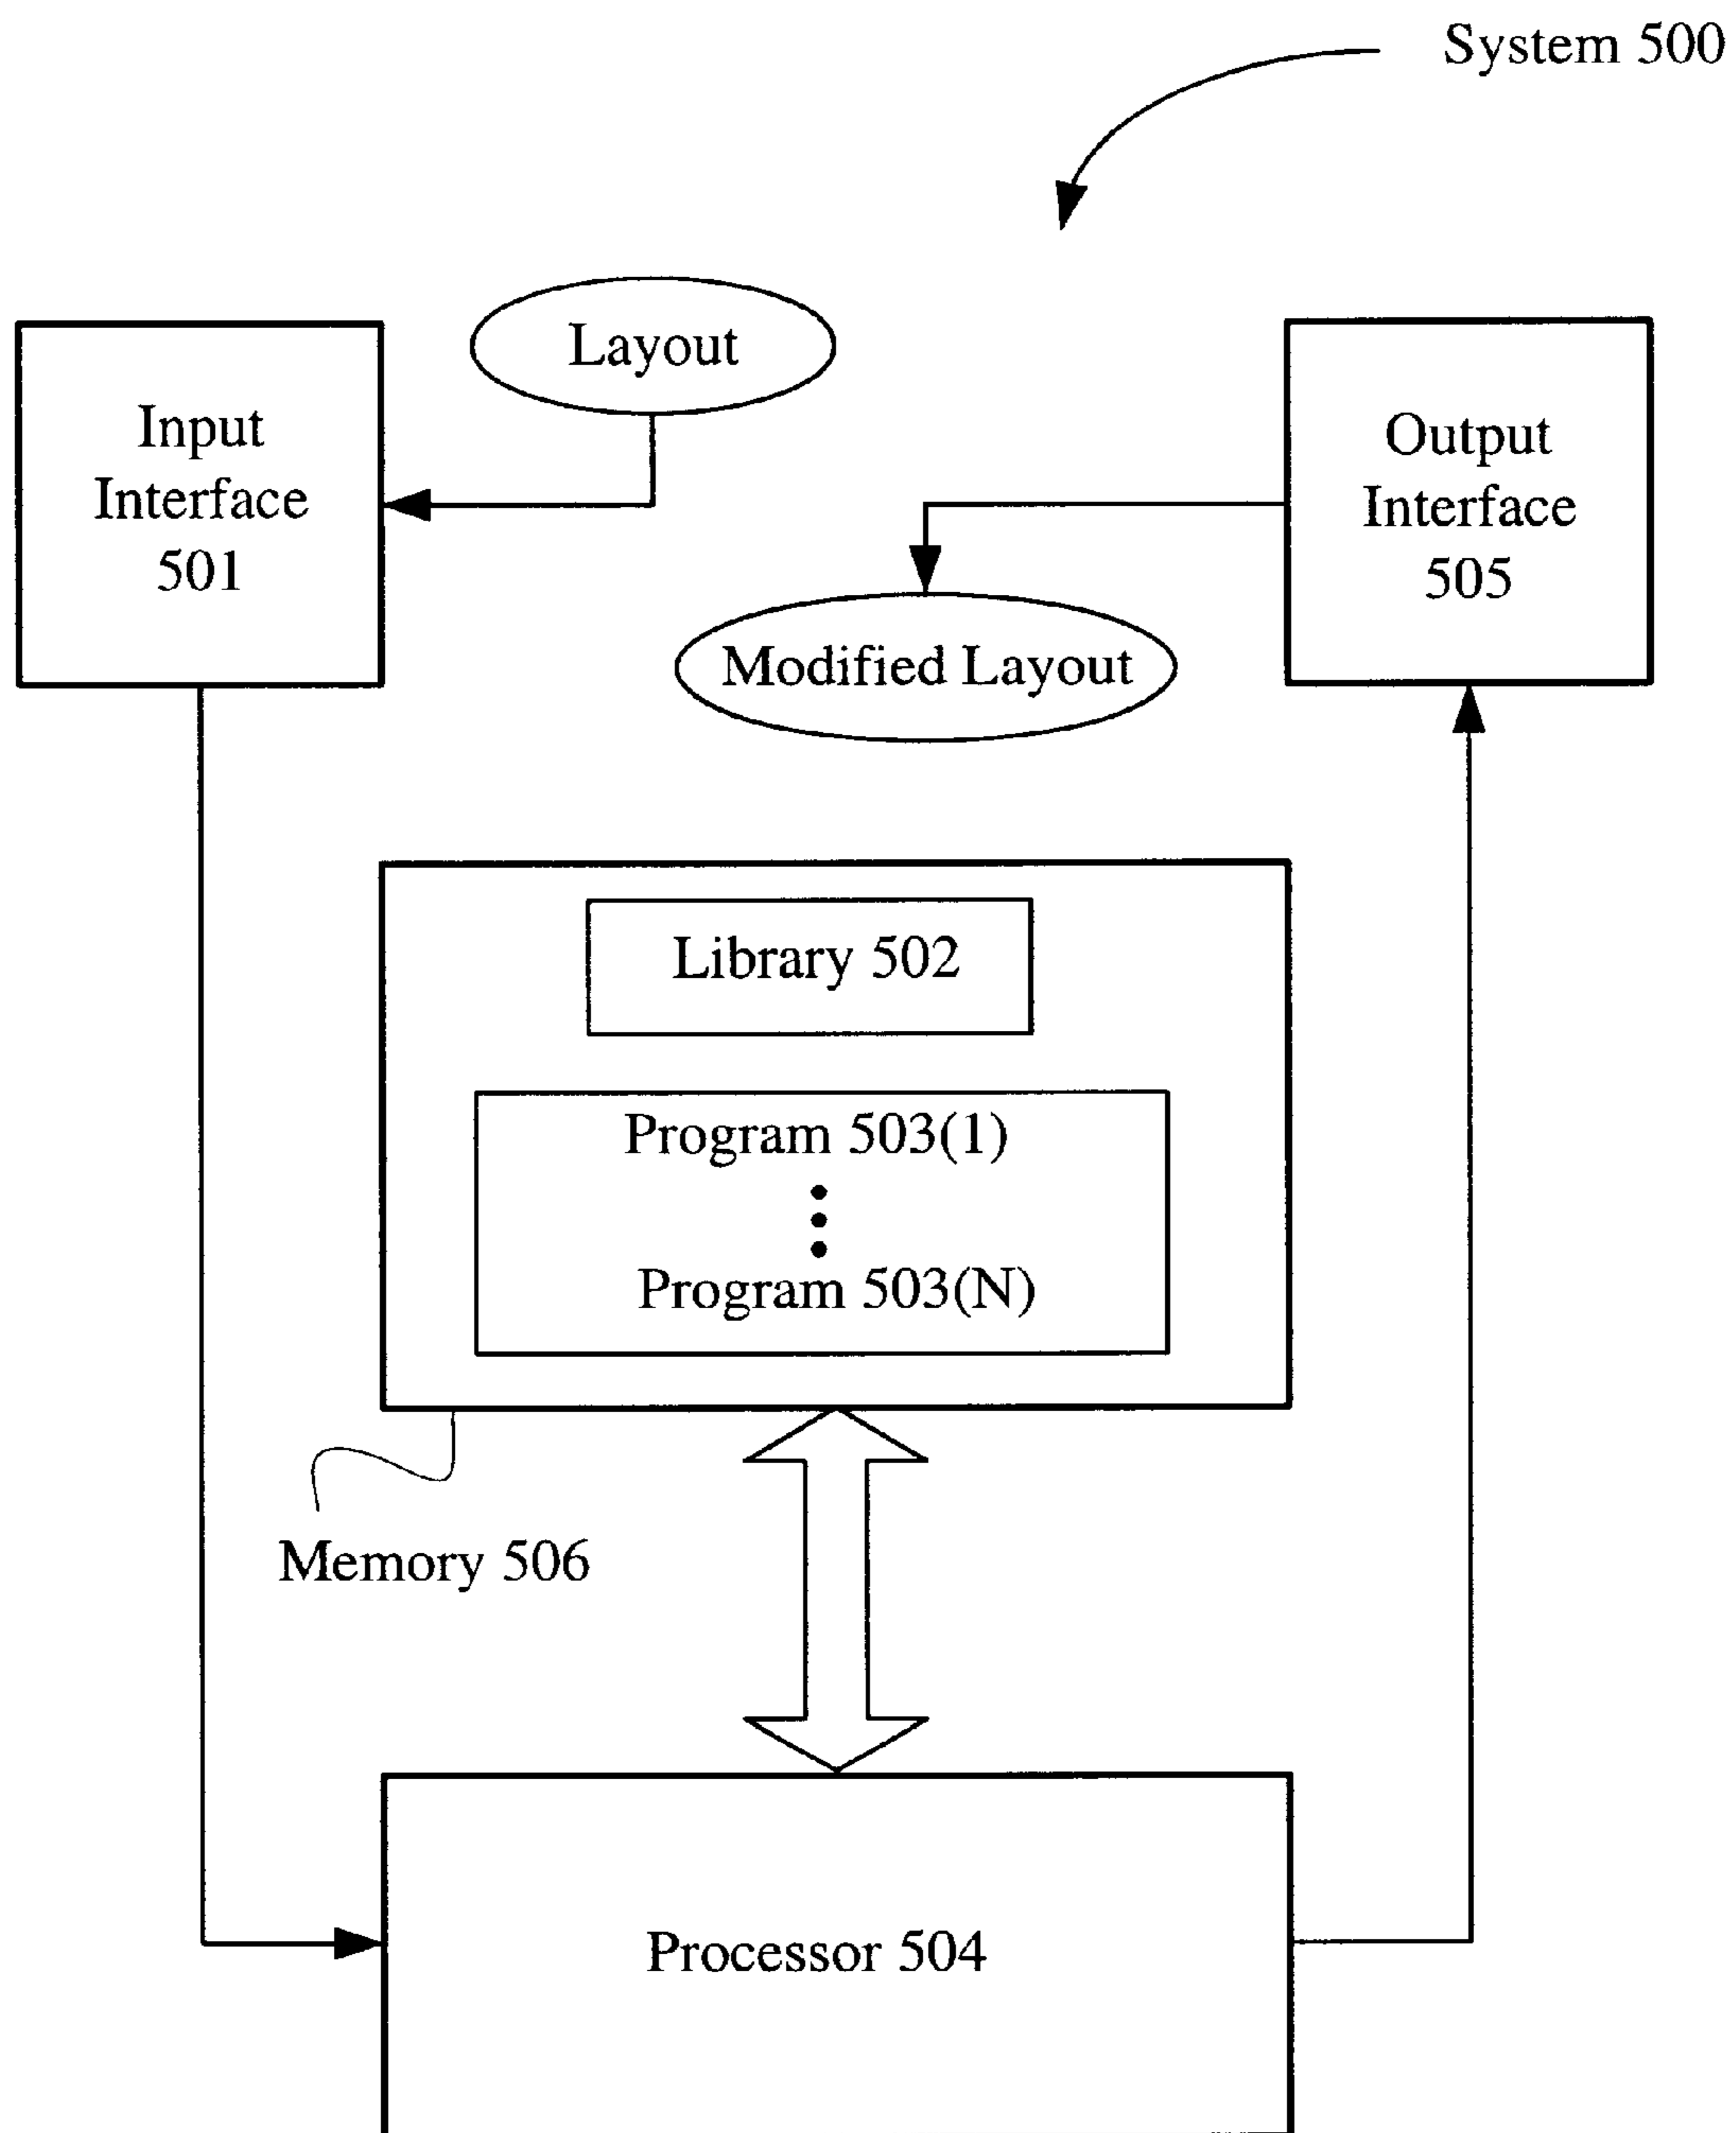 System 500
Layout
Input
Interface
501
Output
Interface
505
Modified Layout
Library 502
Program 503(1)
Program 503(N)
Memory 506
Processor 504